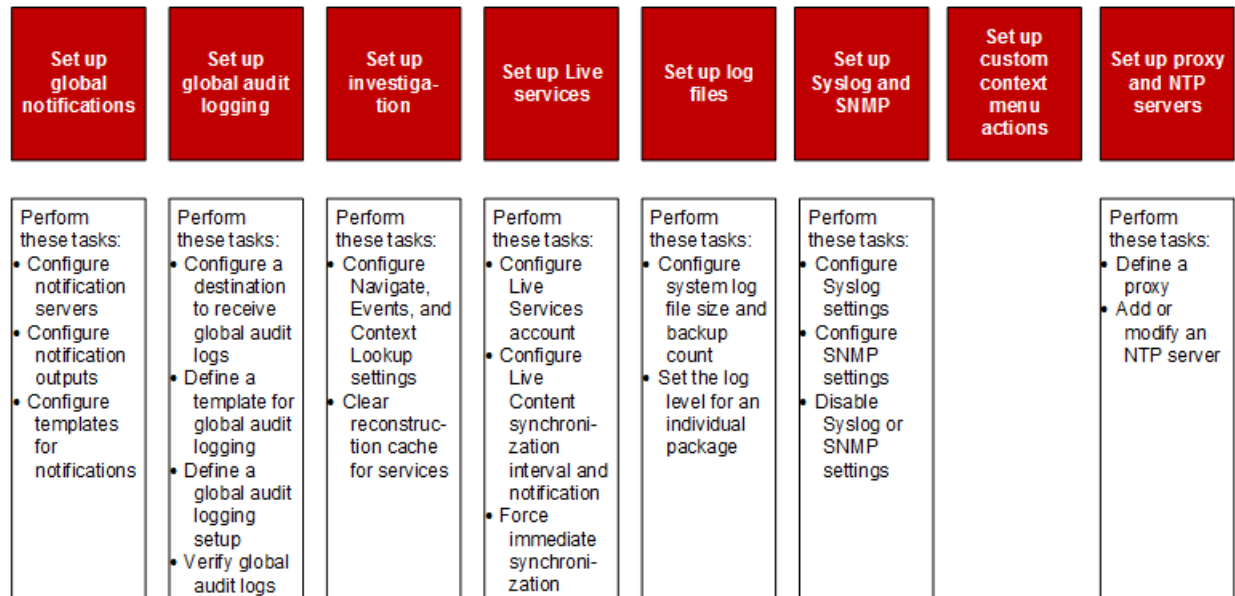 Set up
global
notifications
Set up
global audit
logging
Set up
investiga-
tion
Set up Live
services
Set up log
files
Set up
Syslog and
SNMP
Set up
custom
context
menu
actions
Set up proxy
and NTP
servers
Perform
these tasks:
• Configure
notification
servers
• Configure
notification
outputs
• Configure
templates
for
notifications
Perform
these tasks:
• Configure a
destination
to receive
global audit
logs
• Define a
template for
global audit
logging
• Define a
global audit
logging
setup
• Verify global
audit logs
Perform
these tasks:
• Configure
Navigate,
Events, and
Context
Lookup
settings
• Clear
reconstruc-
tion cache
for services
Perform
these tasks:
• Configure
Live
Services
account
• Configure
Live
Content
synchroni-
zation
interval and
notification
• Force
immediate
synchroni-
zation
Perform
these tasks:
• Configure
system log
file size and
backup
count
• Set the log
level for an
individual
package
Perform
these tasks:
• Configure
Syslog
settings
• Configure
SNMP
settings
• Disable
Syslog or
SNMP
settings
Perform
these tasks:
• Define a
proxy
• Add or
modify an
NTP server